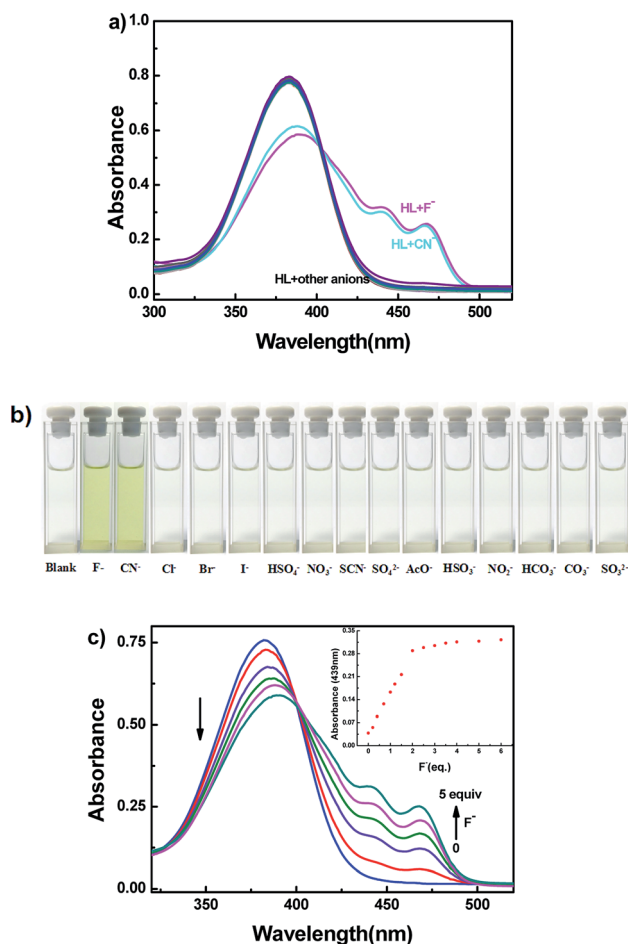 a)
1.0
0.8
0.6
0.4
0.2
0.0
Absorbance
HL+F⁻
HL+CN⁻
HL+other anions
300 350 400 450 500
Wavelength(nm)
b)
Blank F- CN⁻ Cl⁻ Br⁻ I⁻ HSO₄⁻ NO₃⁻ SCN⁻ SO₄²⁻ AcO⁻ HSO₃⁻ NO₂⁻ HCO₃⁻ CO₃⁻ SO₃²⁻
c)
0.75
0.50
0.25
0.00
Absorbance
0.35
0.28
0.21
0.14
0.07
0.00
Absorbance (439nm)
0 1 2 3 4 5 6
F⁻(eq.)
5 equiv
F⁻
0
350 400 450 500
Wavelength(nm)